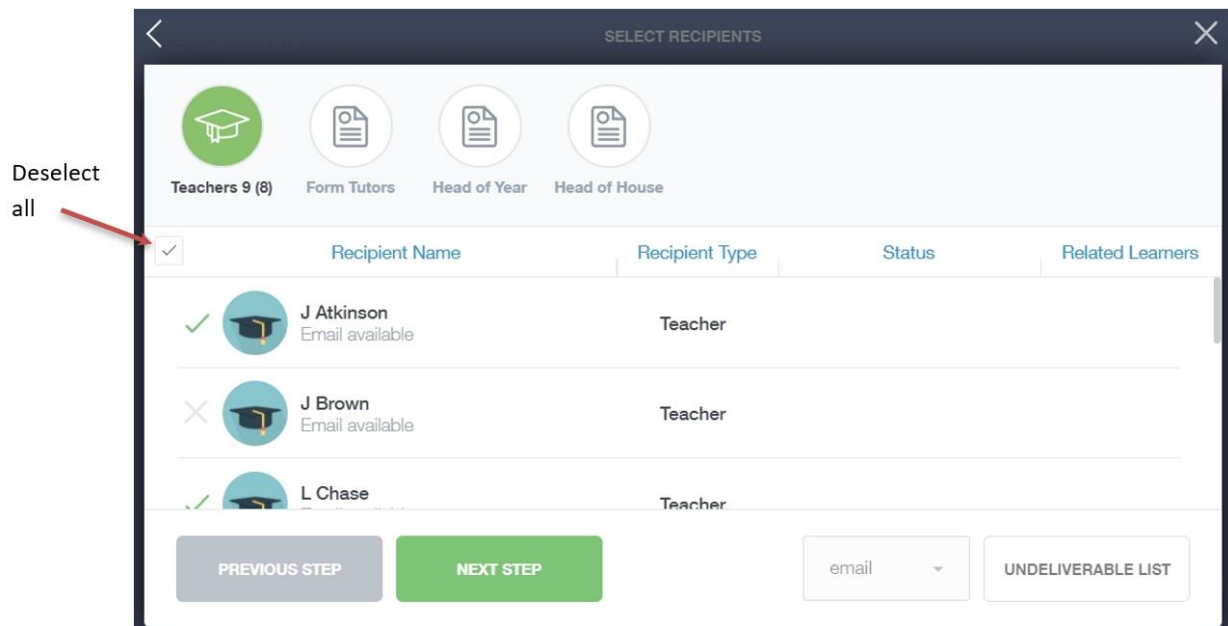 SELECT RECIPIENTS
Teachers 9 (8)
Form Tutors
Head of Year
Head of House
Deselect
all
Recipient Name
Recipient Type
Status
Related Learners
J Atkinson
Email available
Teacher
J Brown
Email available
Teacher
L Chase
Teacher
PREVIOUS STEP
NEXT STEP
email
UNDELIVERABLE LIST